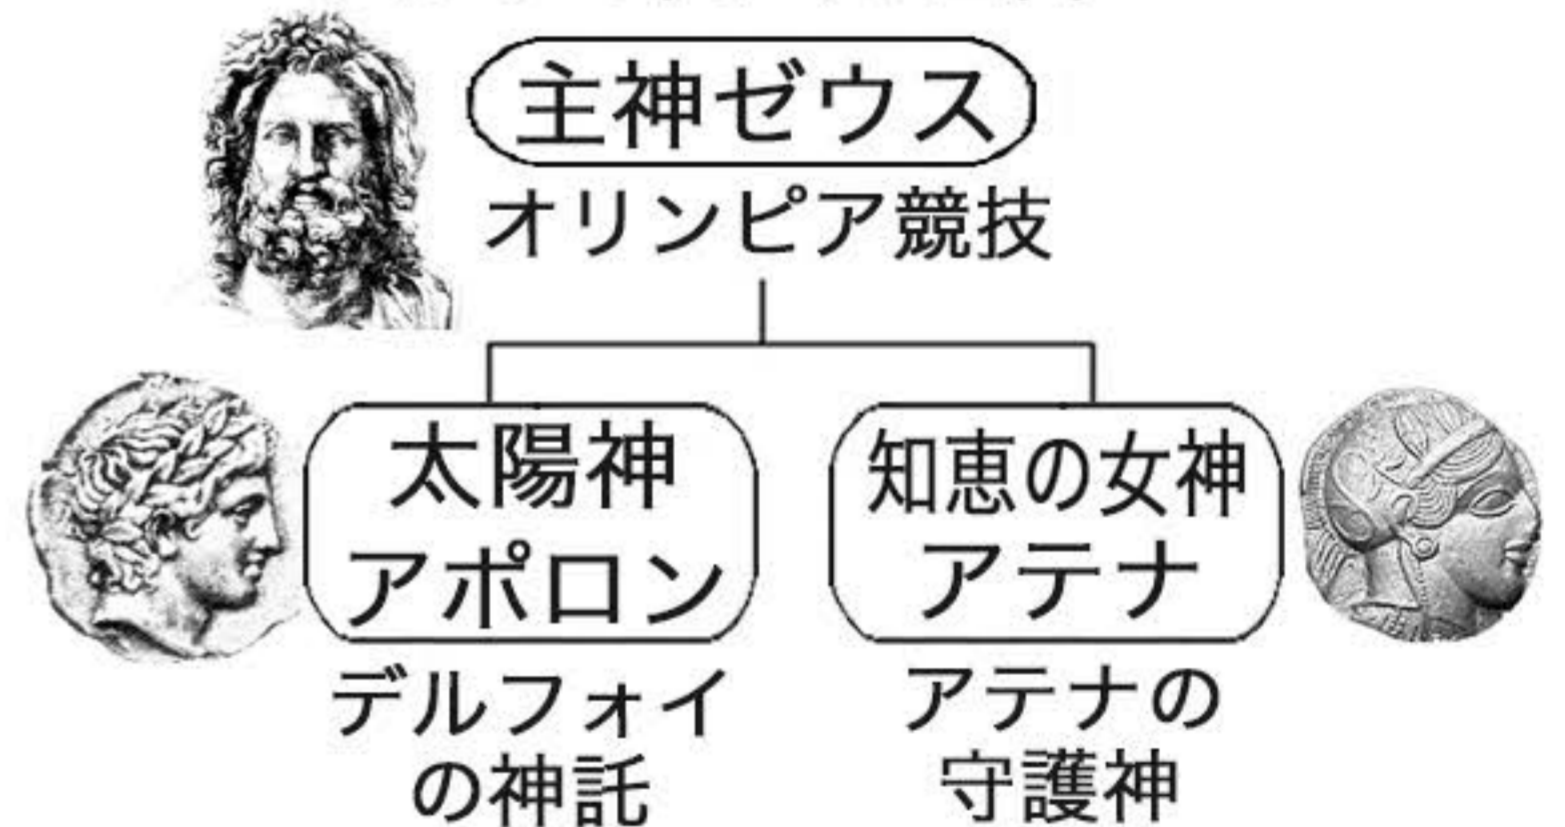 主神ゼウス
オリンピア競技
太陽神
アポロン
デルフォイ
の神託
知恵の女神
アテナ
アテナの
守護神